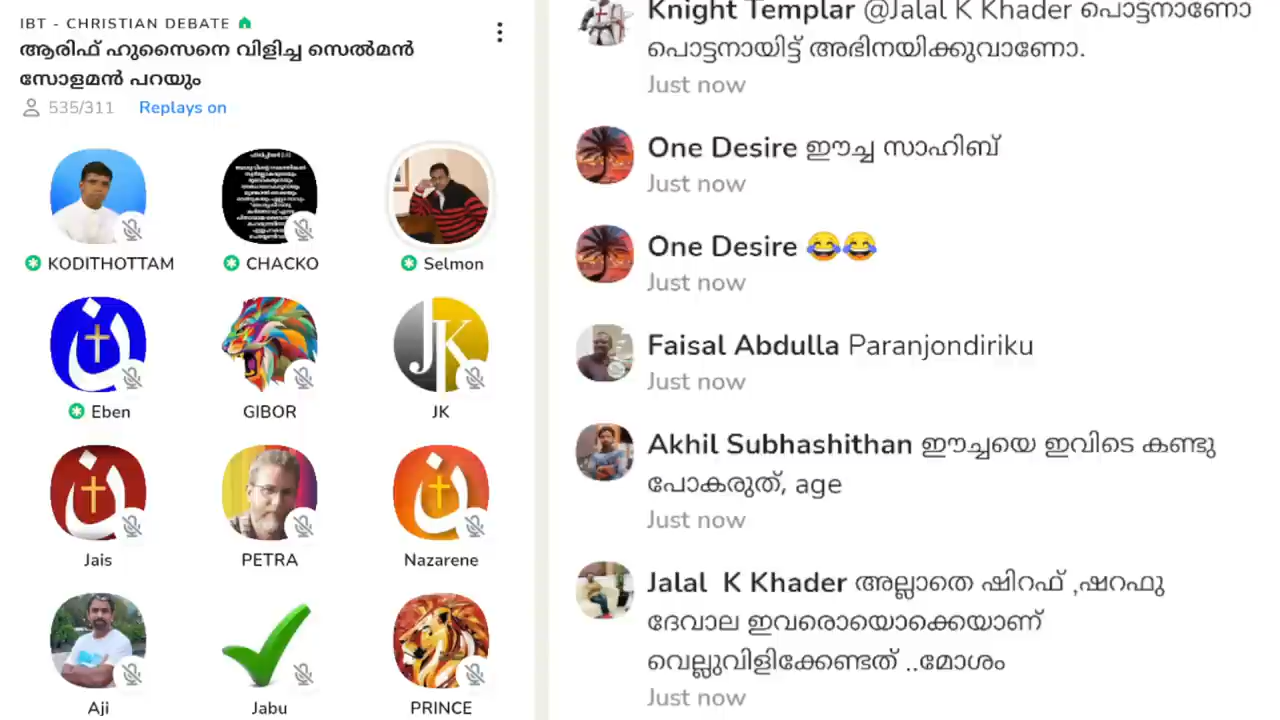 IBT - CHRISTIAN DEBATE
ആരിഫ് ഹുസൈനെ വിളിച്ച സെൽമൻ
സോളമൻ പറയും
535/311 Replays on
KODITHOTTAM CHACKO Selmon
Eben GIBOR JK
Jais PETRA Nazarene
Aji Jabu PRINCE
Knight Templar @Jalal K Khader പൊട്ടനാണോ
പൊട്ടനായിട്ട് അഭിനയിക്കുവാണോ.
Just now
One Desire ഈച്ച സാഹിബ്
Just now
One Desire 😂😂
Just now
Faisal Abdulla Paranjondiriku
Just now
Akhil Subhashithan ഈച്ചയെ ഇവിടെ കണ്ടു
പോകരുത്, age
Just now
Jalal K Khader അല്ലാതെ ഷിറഫ് ,ഷറഫു
ദേവാല ഇവരൊയൊക്കെയാണ്
വെല്ലുവിളിക്കേണ്ടത് ..മോശം
Just now